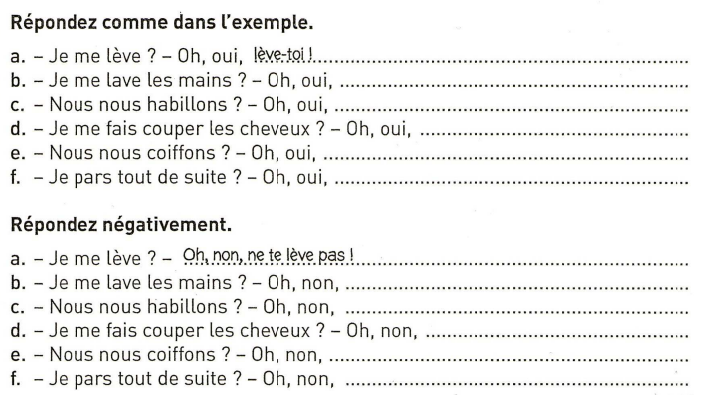 Répondez comme dans l'exemple.
a. – Je me lève ? – Oh, oui, lève-toi !..........................................................................
b. – Je me lave les mains ? – Oh, oui, ......................................................................
c. – Nous nous habillons ? – Oh, oui, .......................................................................
d. – Je me fais couper les cheveux ? – Oh, oui, .....................................................
e. – Nous nous coiffons ? – Oh, oui, .........................................................................
f. – Je pars tout de suite ? – Oh, oui, .......................................................................
Répondez négativement.
a. – Je me lève ? – Oh, non, ne te lève pas !..................................................................
b. – Je me lave les mains ? – Oh, non, .....................................................................
c. – Nous nous habillons ? – Oh, non, .....................................................................
d. – Je me fais couper les cheveux ? – Oh, non, ....................................................
e. – Nous nous coiffons ? – Oh, non, ........................................................................
f. – Je pars tout de suite ? – Oh, non, .....................................................................